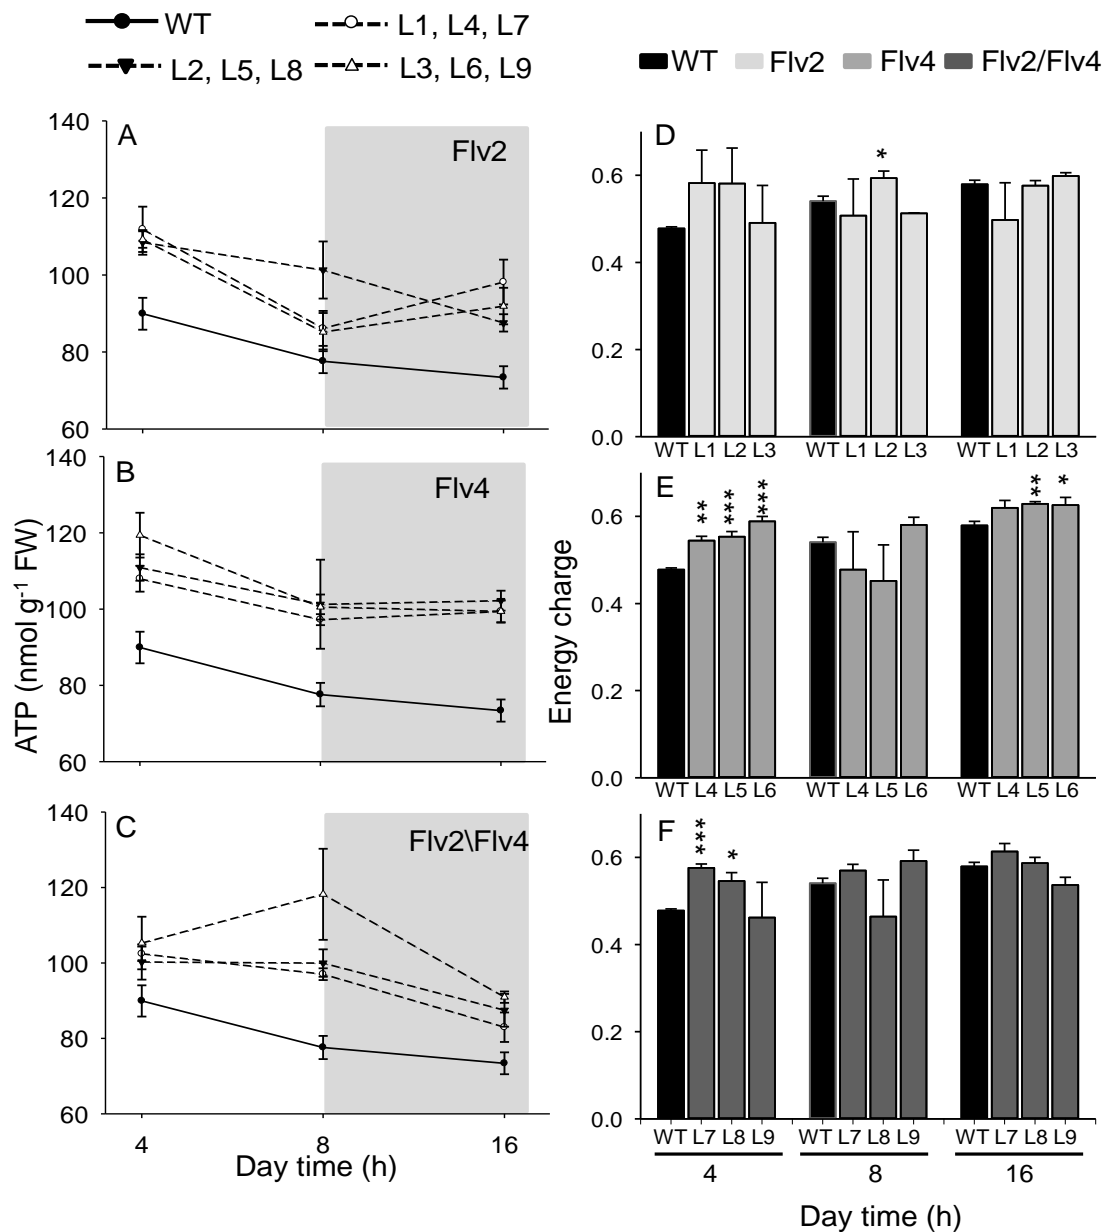 WT
L1, L4, L7
L2, L5, L8
L3, L6, L9
WT Flv2 Flv4 Flv2/Flv4
A
Flv2
140
120
100
80
60
B
Flv4
140
120
100
80
60
C
Flv2\Flv4
140
120
100
80
60
ATP (nmol g⁻¹ FW)
4 8 16
Day time (h)
D
0.6
0.4
0.2
0.0
*
WT L1 L2 L3 WT L1 L2 L3 WT L1 L2 L3
E
0.6
0.4
0.2
0.0
** *** *** ** *
WT L4 L5 L6 WT L4 L5 L6 WT L4 L5 L6
F
0.6
0.4
0.2
0.0
*** *
WT L7 L8 L9 WT L7 L8 L9 WT L7 L8 L9
Energy charge
4 8 16
Day time (h)